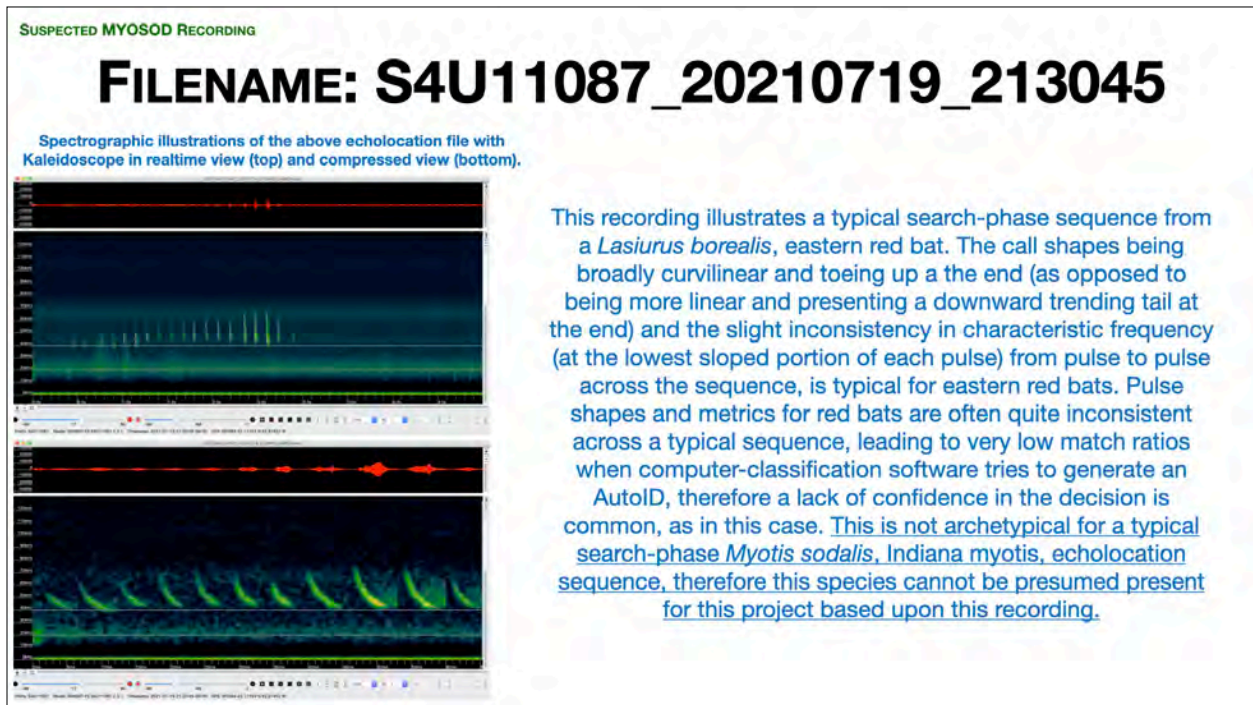 SUSPECTED MYOSOD RECORDING
FILENAME: S4U11087_20210719_213045
Spectrographic illustrations of the above echolocation file with
Kaleidoscope in realtime view (top) and compressed view (bottom).
This recording illustrates a typical search-phase sequence from
a Lasiurus borealis, eastern red bat. The call shapes being
broadly curvilinear and toeing up a the end (as opposed to
being more linear and presenting a downward trending tail at
the end) and the slight inconsistency in characteristic frequency
(at the lowest sloped portion of each pulse) from pulse to pulse
across the sequence, is typical for eastern red bats. Pulse
shapes and metrics for red bats are often quite inconsistent
across a typical sequence, leading to very low match ratios
when computer-classification software tries to generate an
AutoID, therefore a lack of confidence in the decision is
common, as in this case. This is not archetypical for a typical
search-phase Myotis sodalis, Indiana myotis, echolocation
sequence, therefore this species cannot be presumed present
for this project based upon this recording.